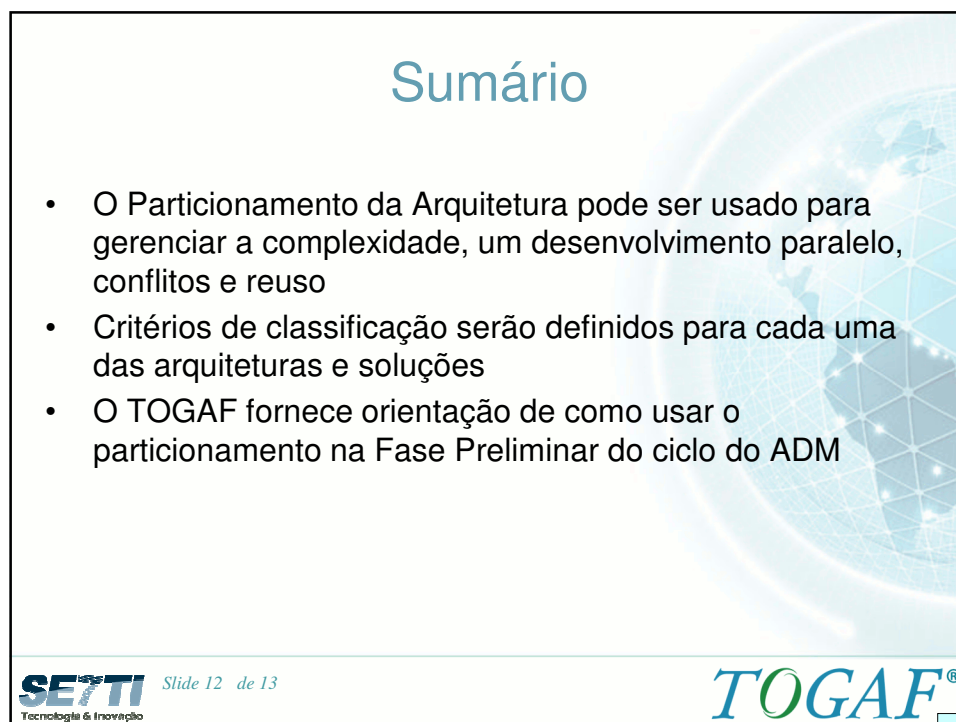 Sumário
• O Particionamento da Arquitetura pode ser usado para
gerenciar a complexidade, um desenvolvimento paralelo,
conflitos e reuso
• Critérios de classificação serão definidos para cada uma
das arquiteturas e soluções
• O TOGAF fornece orientação de como usar o
particionamento na Fase Preliminar do ciclo do ADM
SETTI
Tecnologia & Inovação
Slide 12 de 13
TOGAF®